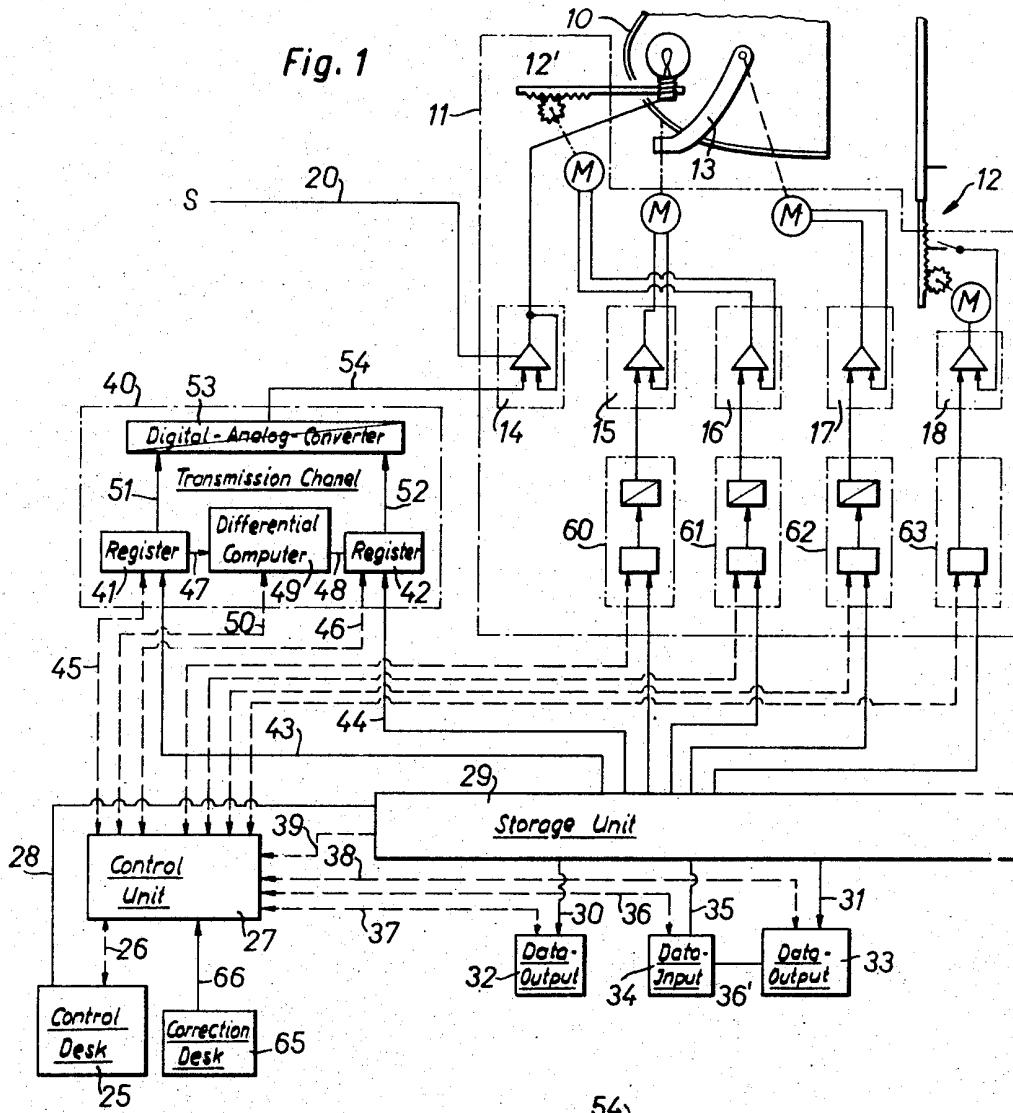 Fig. 1
10
12'
11
13
12
S
20
M
M
M
M
54
14
15
16
17
18
40
53
Digital-Analog-Converter
51
Transmission Chanel
52
Register
Differential
Computer
Register
41
47
49
48
42
50
46
45
60
61
62
63
43
44
29
Storage Unit
39
28
38
Control
Unit
27
37
36
30
35
31
26
66
32
Data-
Output
34
Data-
Input
36'
Data-
Output
33
Control
Desk
25
Correction
Desk
65
54